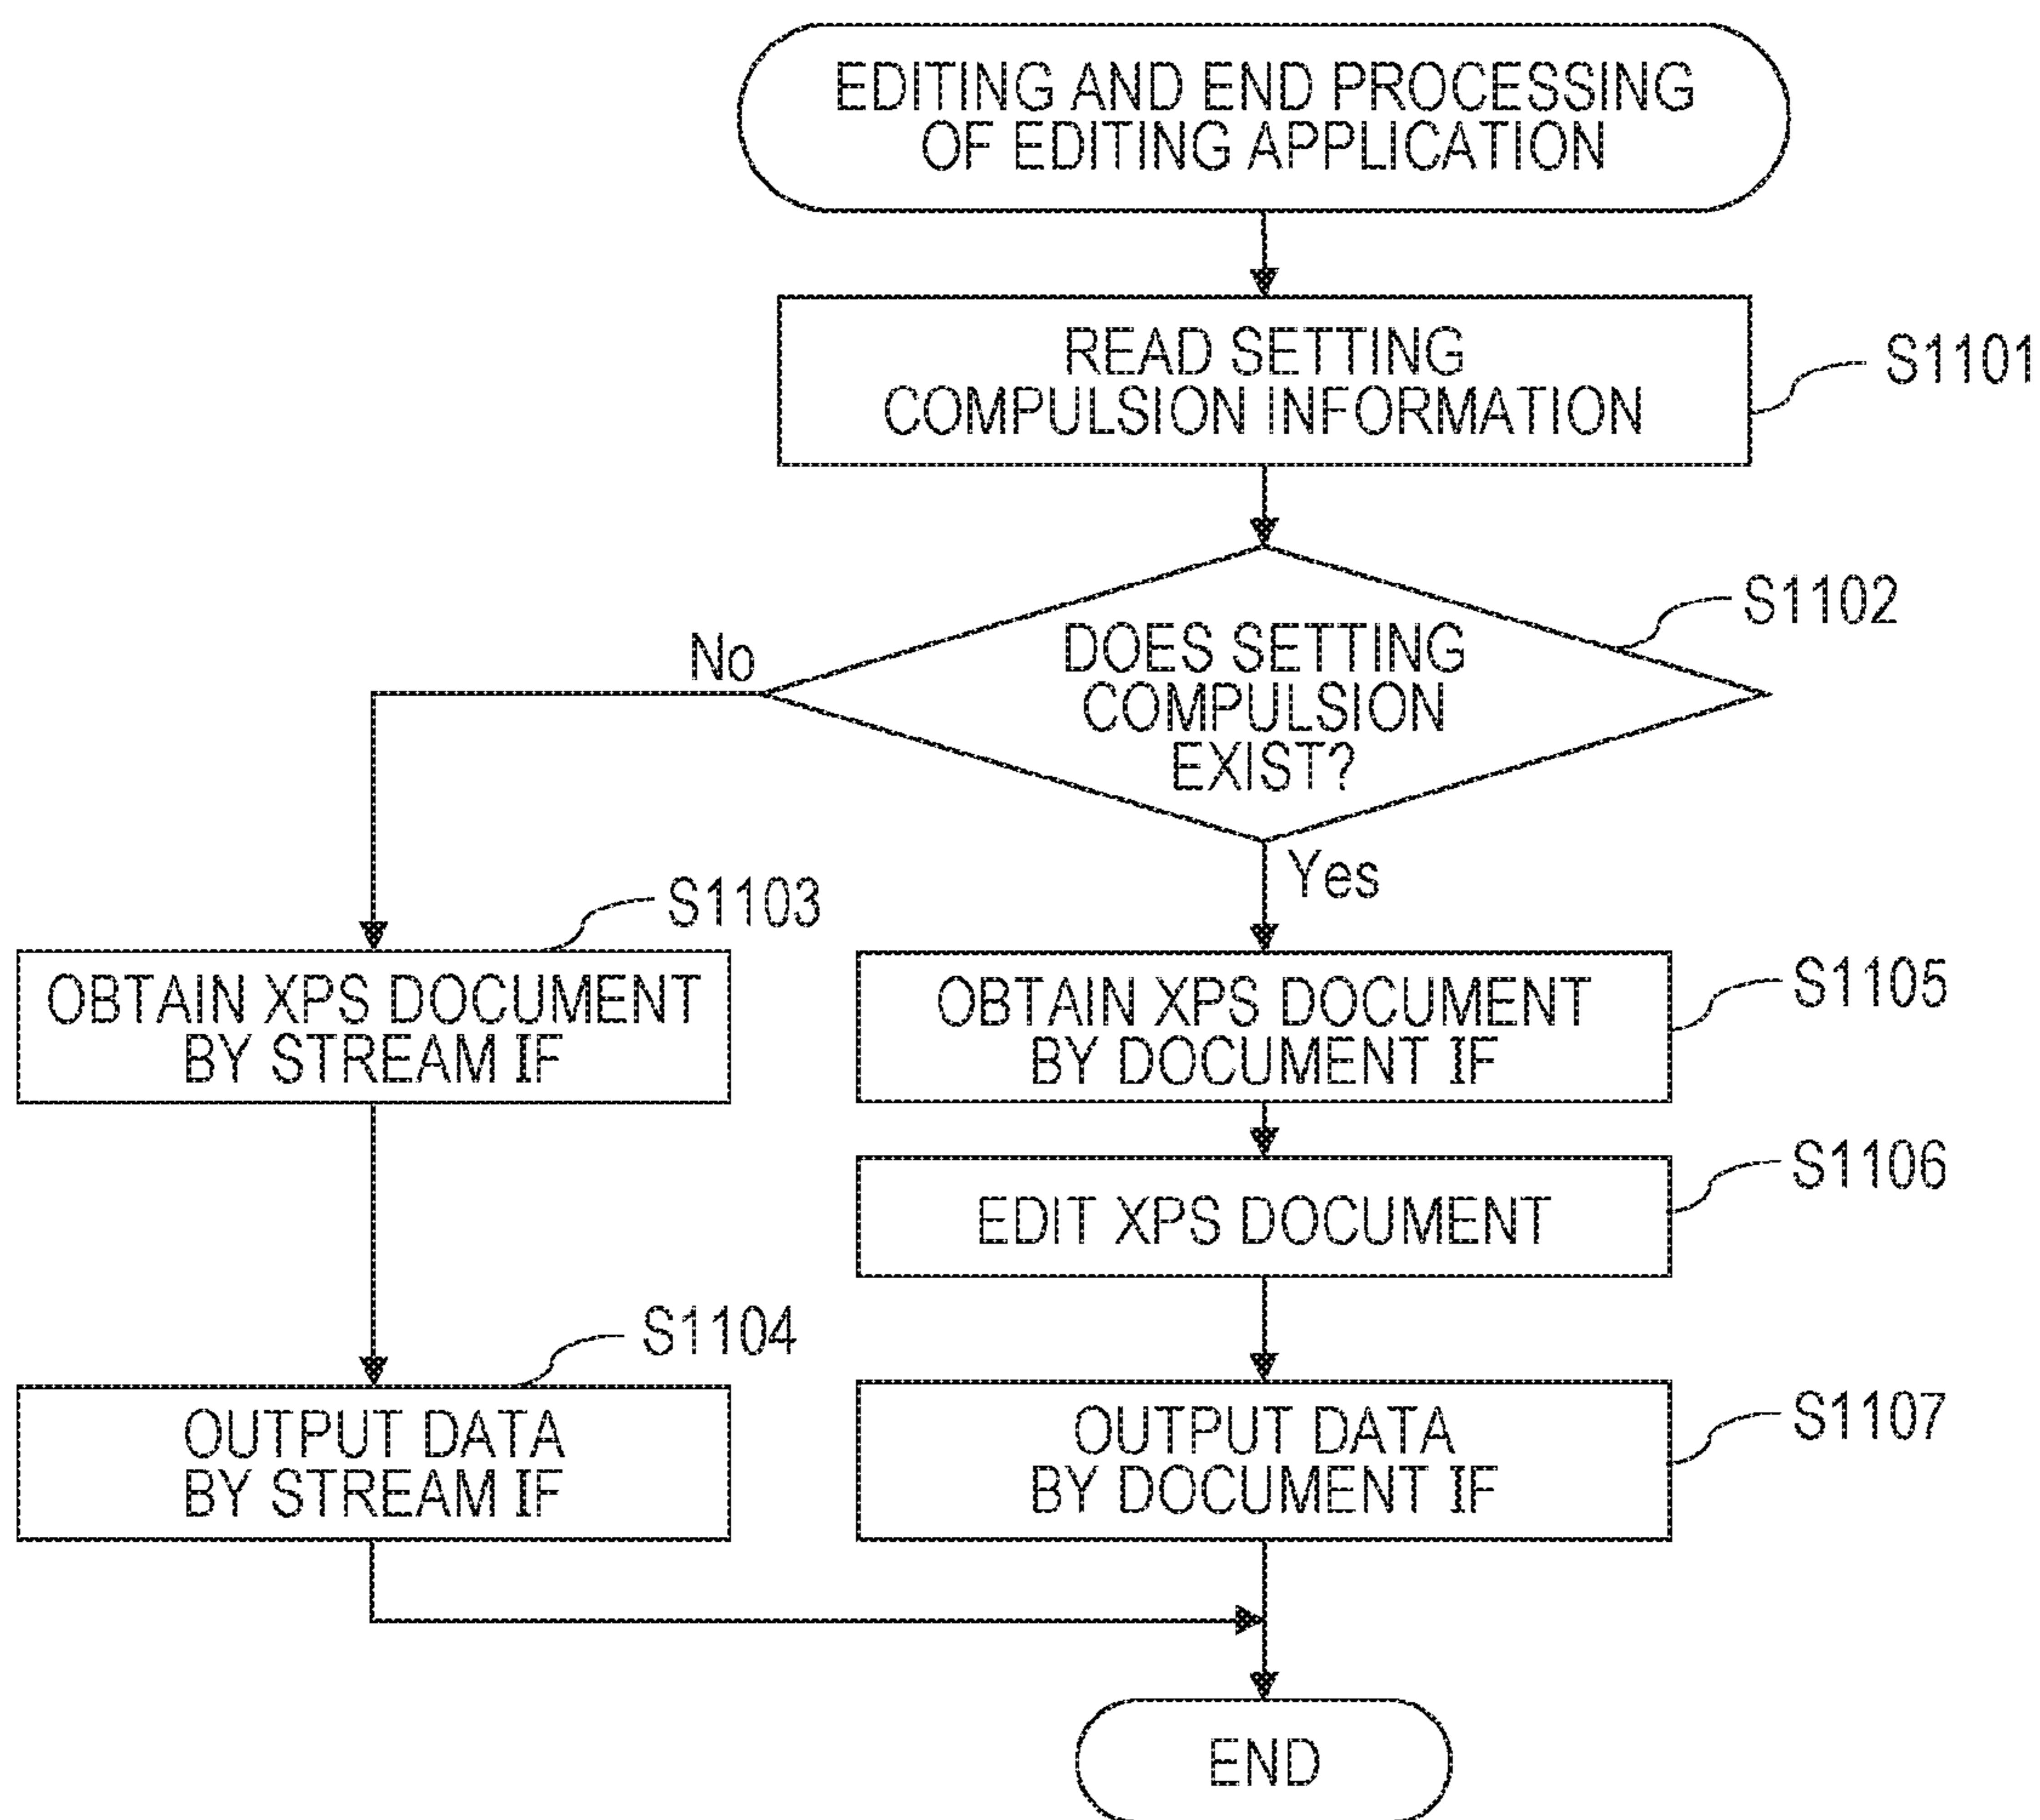 EDITING AND END PROCESSING
OF EDITING APPLICATION
READ SETTING
COMPULSION INFORMATION
S1101
S1102
DOES SETTING
COMPULSION
EXIST?
No
Yes
S1103
OBTAIN XPS DOCUMENT
BY STREAM IF
OBTAIN XPS DOCUMENT
BY DOCUMENT IF
S1105
EDIT XPS DOCUMENT
S1106
S1104
OUTPUT DATA
BY STREAM IF
OUTPUT DATA
BY DOCUMENT IF
S1107
END